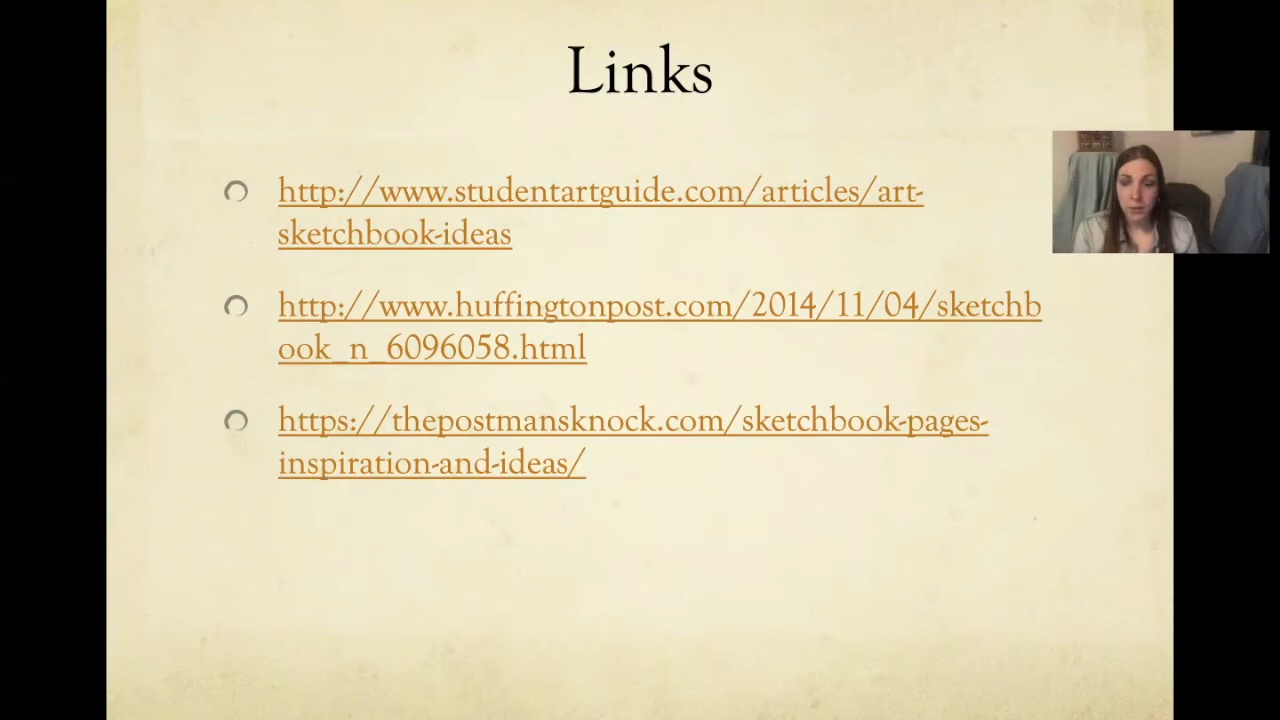 Links
http://www.studentartguide.com/articles/art-
sketchbook-ideas
http://www.huffingtonpost.com/2014/11/04/sketchb
ook_n_6096058.html
https://thepostmansknock.com/sketchbook-pages-
inspiration-and-ideas/